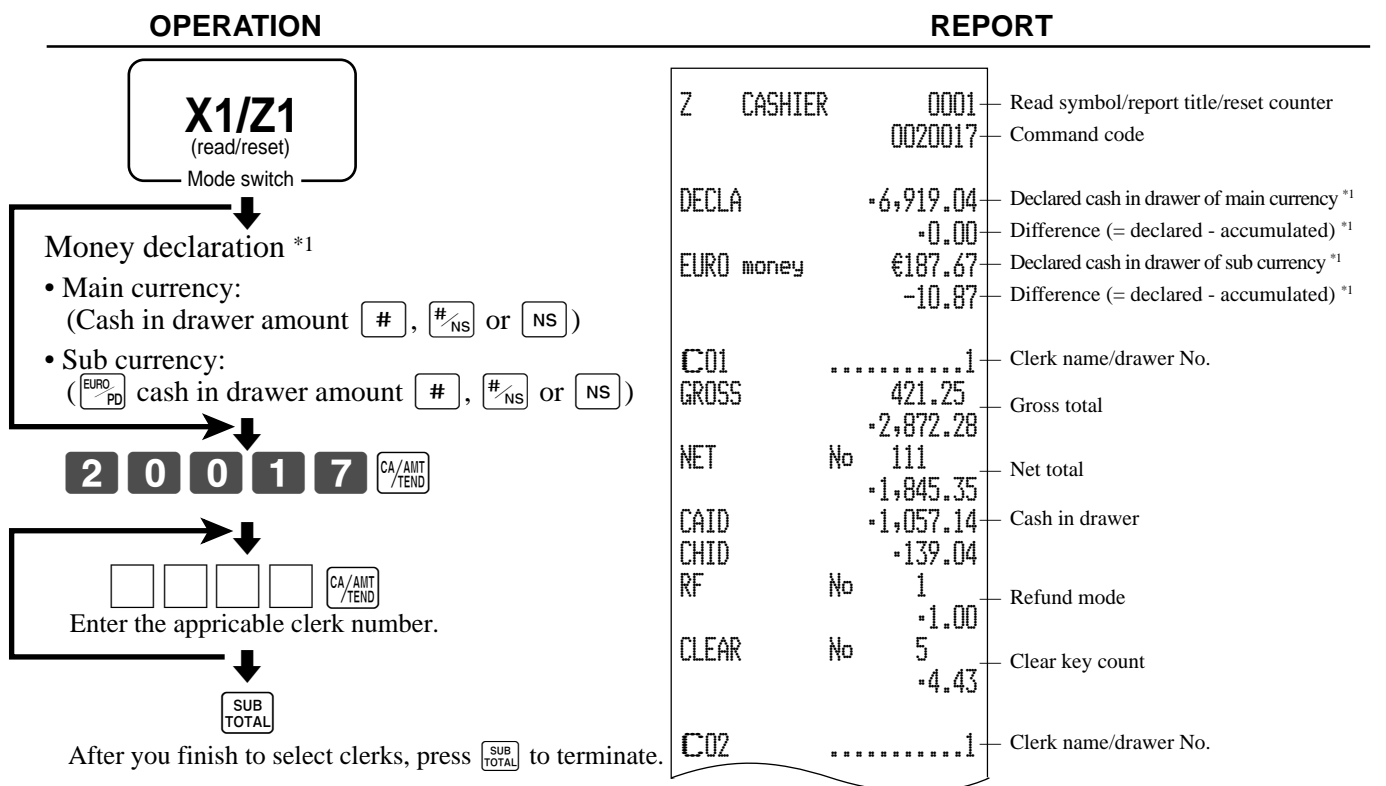 OPERATION
X1/Z1
(read/reset)
Mode switch
Money declaration *1
• Main currency:
(Cash in drawer amount #, #/NS or NS)
• Sub currency:
(EURO/PD cash in drawer amount #, #/NS or NS)
2 0 0 1 7 CA/AMT/TEND
CA/AMT/TEND
Enter the appricable clerk number.
SUB TOTAL
After you finish to select clerks, press SUB TOTAL to terminate.
REPORT
Z CASHIER 0001 Read symbol/report title/reset counter
0020017 Command code
DECLA •6,919.04 Declared cash in drawer of main currency *1
•0.00 Difference (= declared - accumulated) *1
EURO money €187.67 Declared cash in drawer of sub currency *1
-10.87 Difference (= declared - accumulated) *1
C01 ...........1 Clerk name/drawer No.
GROSS 421.25
Gross total
•2,872.28
NET No 111
Net total
•1,845.35
CAID •1,057.14 Cash in drawer
CHID •139.04
RF No 1
Refund mode
•1.00
CLEAR No 5
Clear key count
•4.43
C02 ...........1 Clerk name/drawer No.